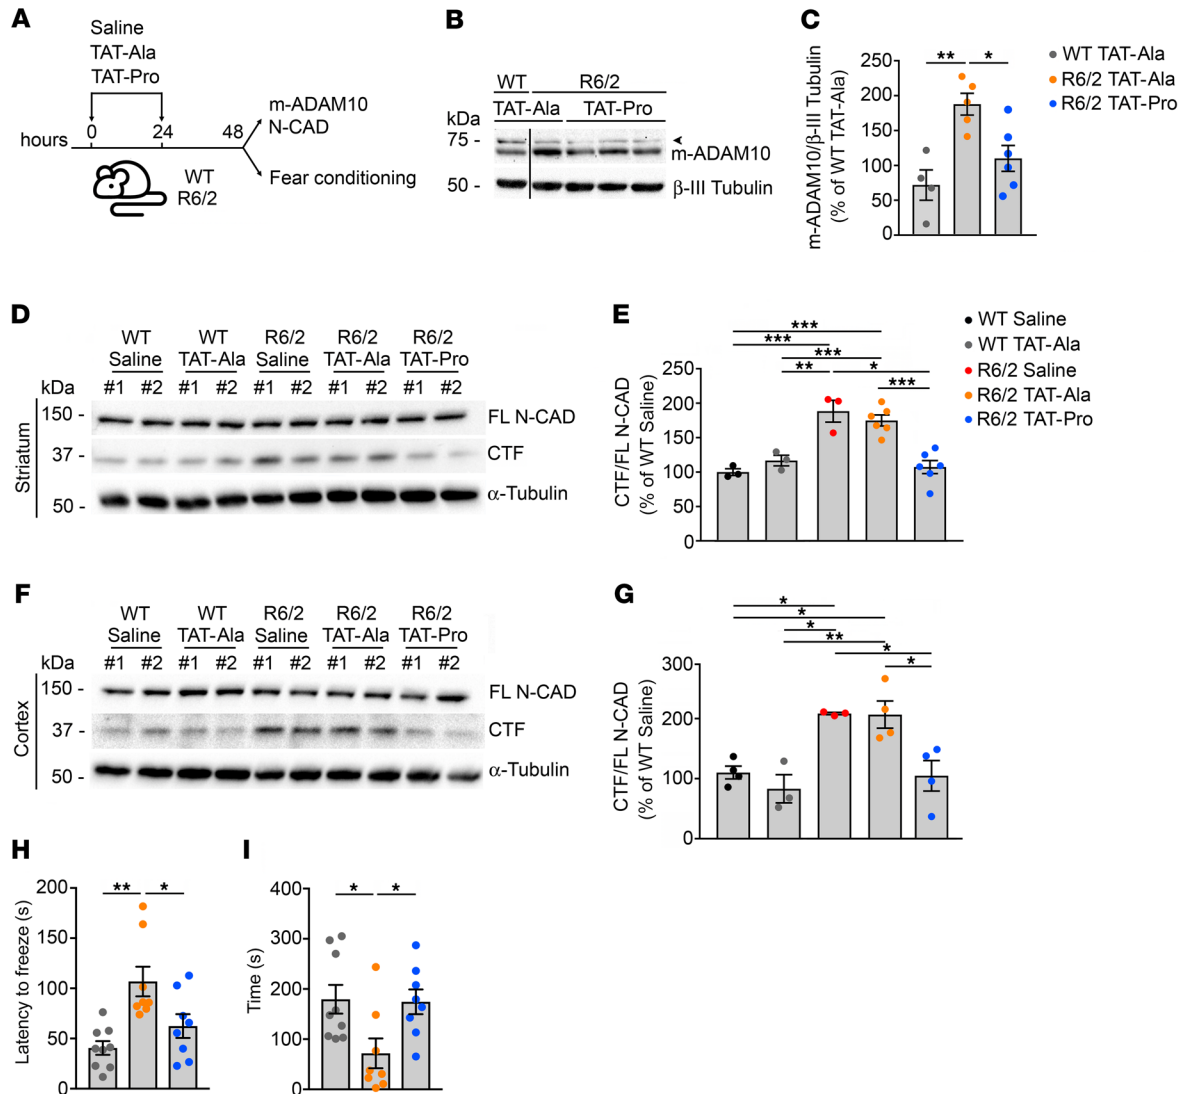 A
Saline
TAT-Ala
TAT-Pro
hours
0
24
48
m-ADAM10
N-CAD
Fear conditioning
WT
R6/2
B
WT
R6/2
TAT-Ala
TAT-Pro
kDa
75 -
m-ADAM10
50 -
β-III Tubulin
C
m-ADAM10/β-III Tubulin
(% of WT TAT-Ala)
250
200
150
100
50
0
** *
WT TAT-Ala
R6/2 TAT-Ala
R6/2 TAT-Pro
D
WT WT R6/2 R6/2 R6/2
Saline TAT-Ala Saline TAT-Ala TAT-Pro
kDa #1 #2 #1 #2 #1 #2 #1 #2 #1 #2
Striatum
150 - FL N-CAD
37 - CTF
50 - α-Tubulin
E
CTF/FL N-CAD
(% of WT Saline)
250
200
150
100
50
0
***
***
***
** *
***
WT Saline
WT TAT-Ala
R6/2 Saline
R6/2 TAT-Ala
R6/2 TAT-Pro
F
WT WT R6/2 R6/2 R6/2
Saline TAT-Ala Saline TAT-Ala TAT-Pro
kDa #1 #2 #1 #2 #1 #2 #1 #2 #1 #2
Cortex
150 - FL N-CAD
37 - CTF
50 - α-Tubulin
G
CTF/FL N-CAD
(% of WT Saline)
300
200
100
0
*
*
*
**
*
*
H
Latency to freeze (s)
200
150
100
50
0
** *
I
Time (s)
400
300
200
100
0
* *